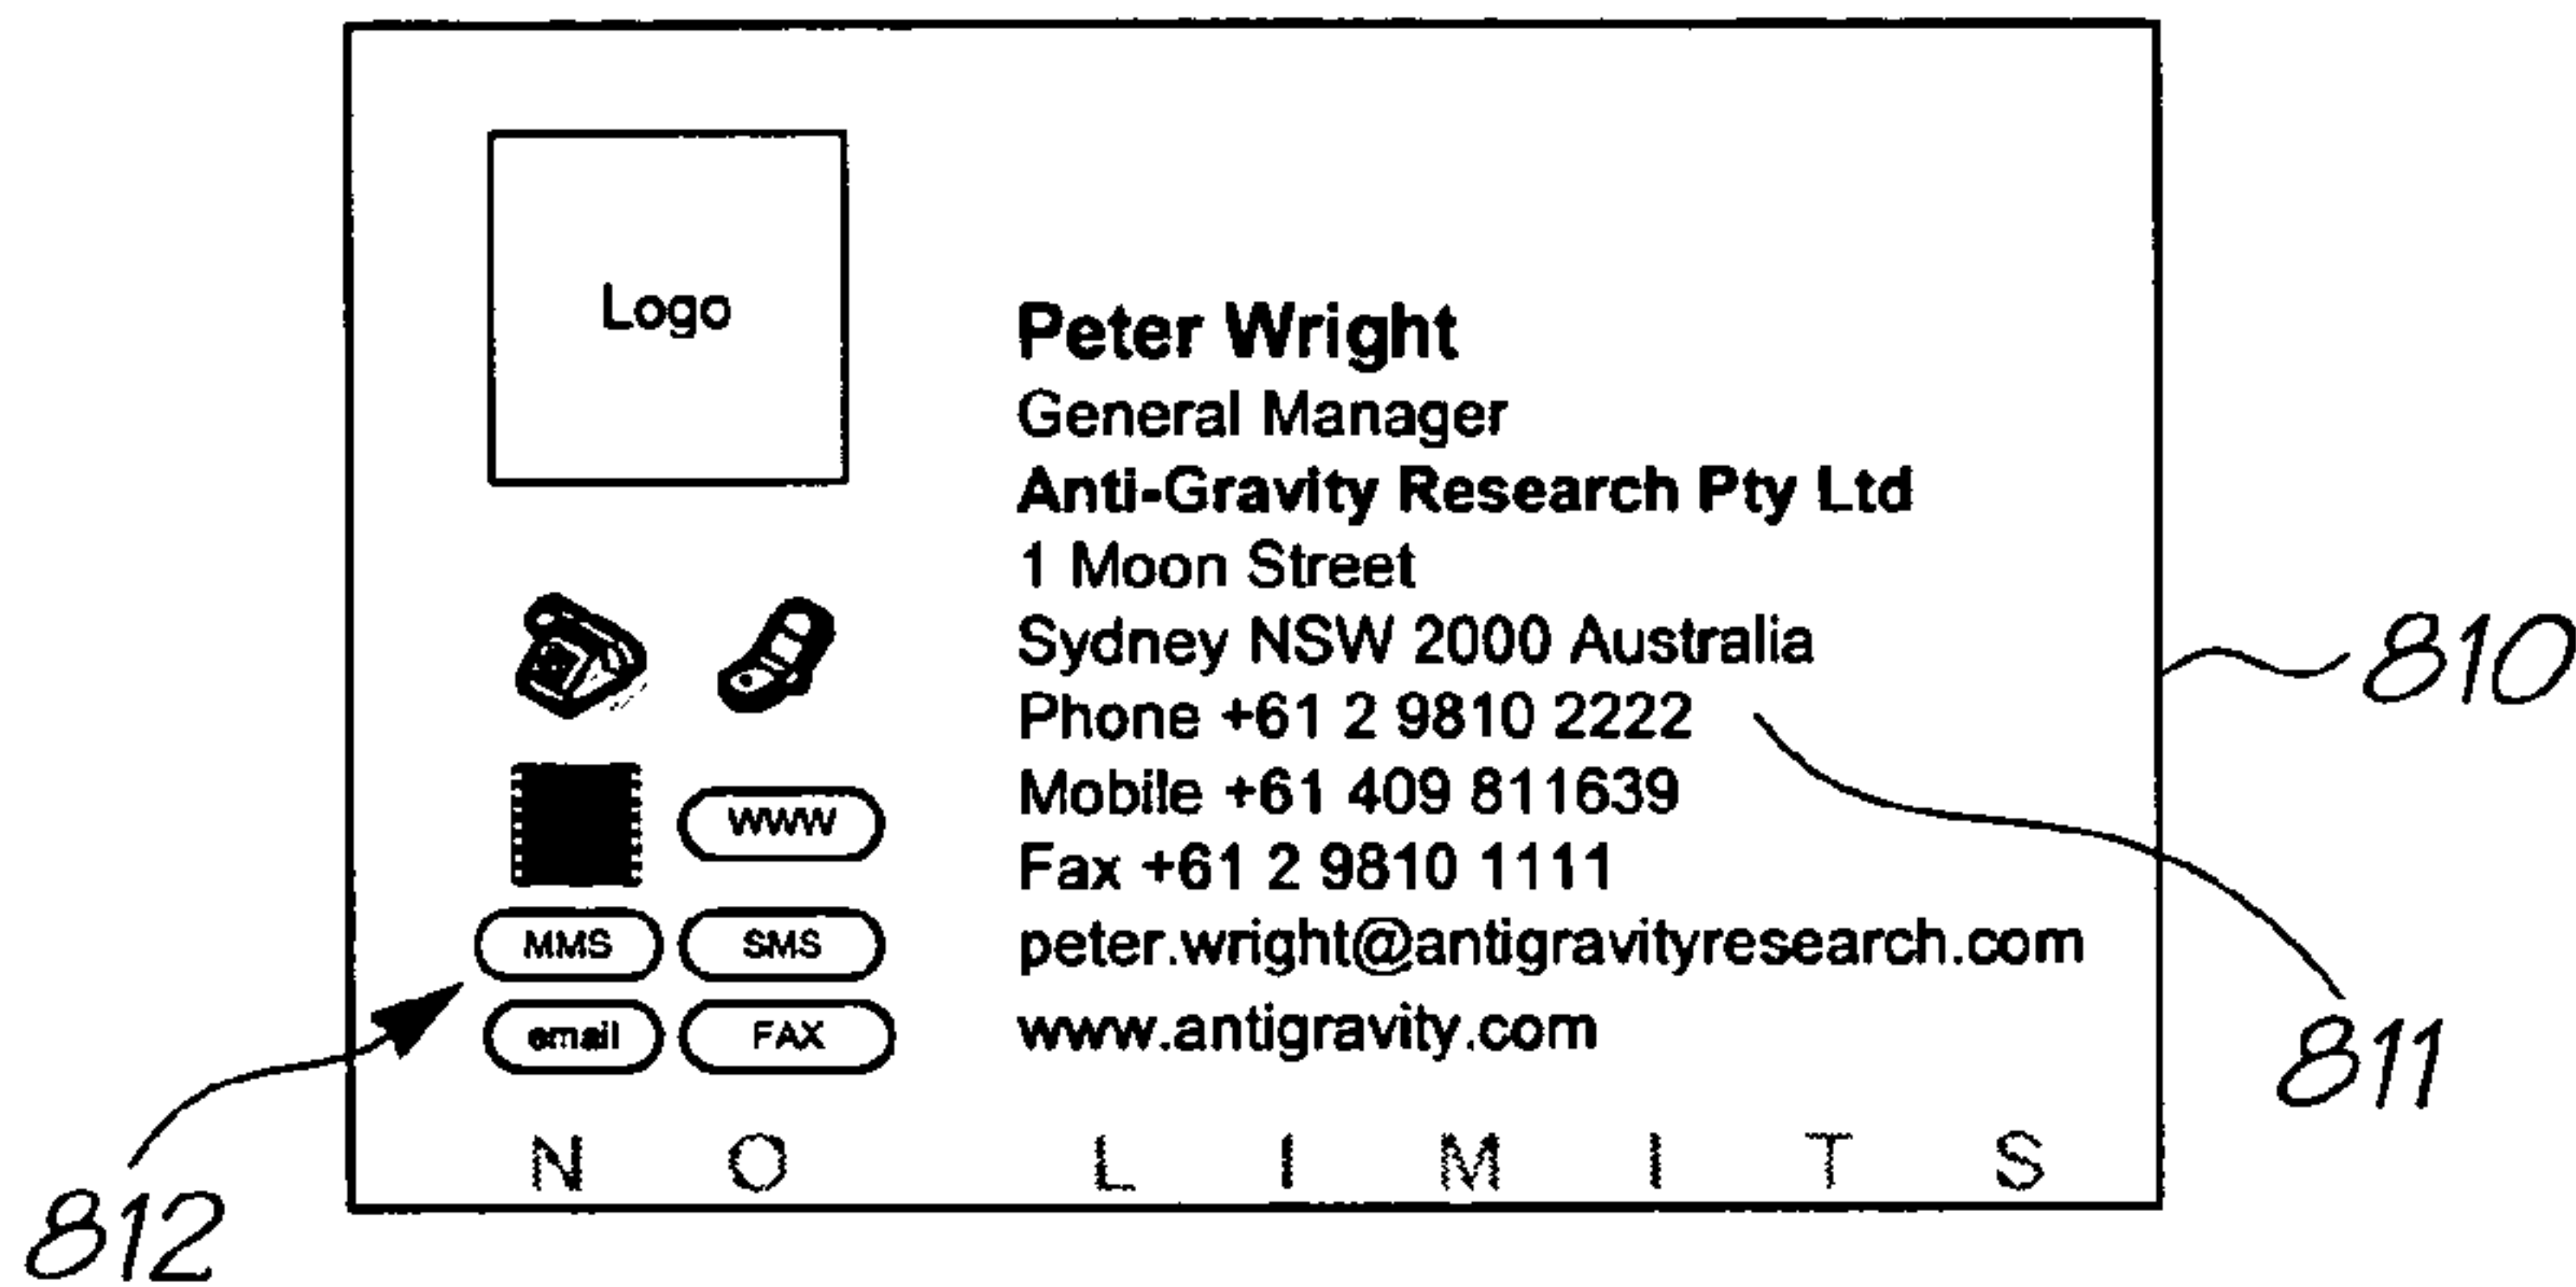 Logo
Peter Wright
General Manager
Anti-Gravity Research Pty Ltd
1 Moon Street
Sydney NSW 2000 Australia
Phone +61 2 9810 2222
Mobile +61 409 811639
Fax +61 2 9810 1111
peter.wright@antigravityresearch.com
www.antigravity.com
WWW
MMS SMS
email FAX
N O L I M I T S
810
811
812